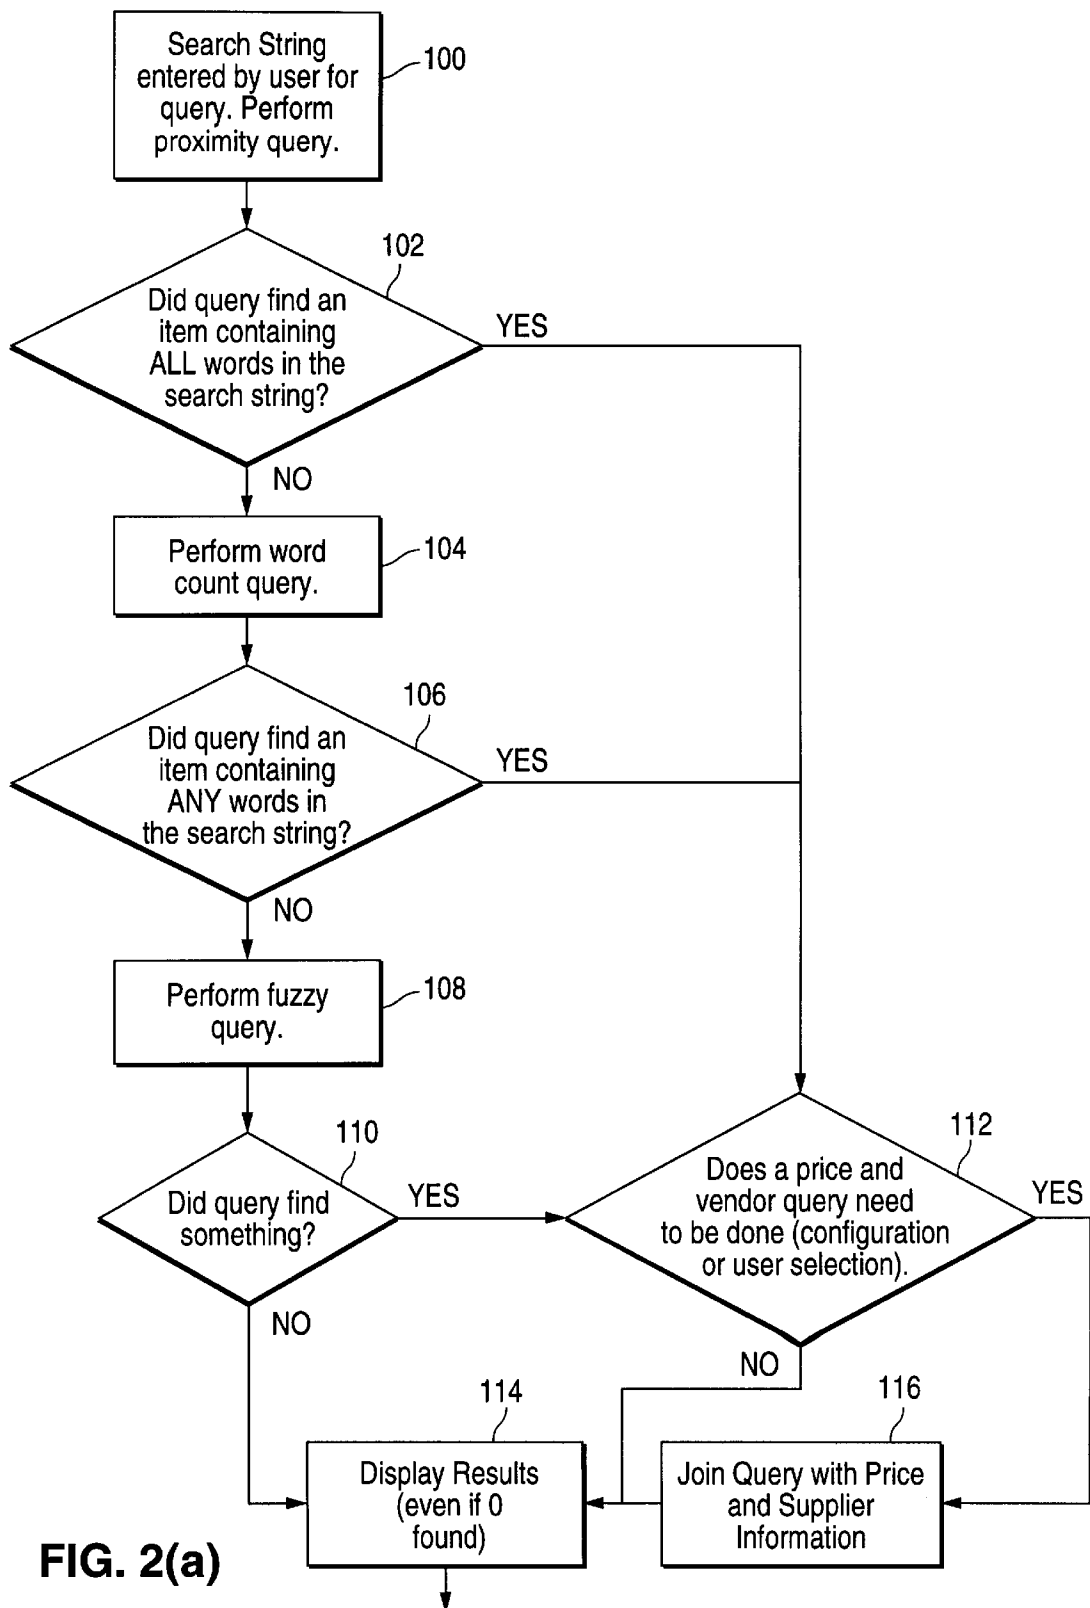 Search String
entered by user for
query. Perform
proximity query.
100
102
Did query find an
item containing
ALL words in the
search string?
YES
NO
Perform word
count query.
104
106
Did query find an
item containing
ANY words in
the search string?
YES
NO
Perform fuzzy
query.
108
110
Did query find
something?
YES
NO
112
Does a price and
vendor query need
to be done (configuration
or user selection).
YES
NO
114
Display Results
(even if 0
found)
116
Join Query with Price
and Supplier
Information
FIG. 2(a)